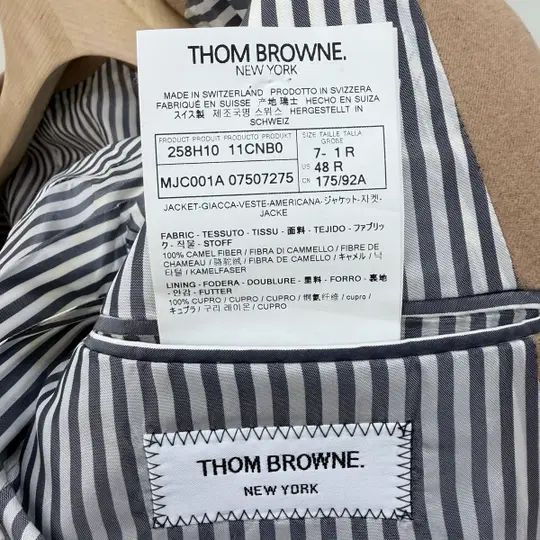 THOM BROWNE.
NEW YORK
MADE IN SWITZERLAND PRODOTTO IN SVIZZERA
FABRIQUÉ EN SUISSE 产地 瑞士 HECHO EN SUIZA
スイス製 제조국명 스위스 HERGESTELLT IN
SCHWEIZ
PRODUCT PRODUIT PRODUKT PRODUCTO
258H10 11CNB0
MJC001A 07507275
SIZE TAILLE TALLA
GRÖßE
7- 1 R
US 48 R
CN 175/92A
JACKET-GIACCA-VESTE-AMERICANA-ジャケット-자켓-
JACKE
FABRIC - TESSUTO - TISSU - 面料 - TEJIDO - ファブリッ
ク - 직물 - STOFF
100% CAMEL FIBER / FIBRA DI CAMMELLO / FIBRE DE
CHAMEAU / 骆驼绒 / FIBRA DE CAMELLO / キャメル / 낙
타털 / KAMELFASER
LINING - FODERA - DOUBLURE - 里料 - FORRO - 裏地
- 안감 - FUTTER
100% CUPRO / CUPRO / CUPRO / 铜氨纤维 / cupro /
キュプラ / 구리 레이온 / CUPRO
THOM BROWNE.
NEW YORK